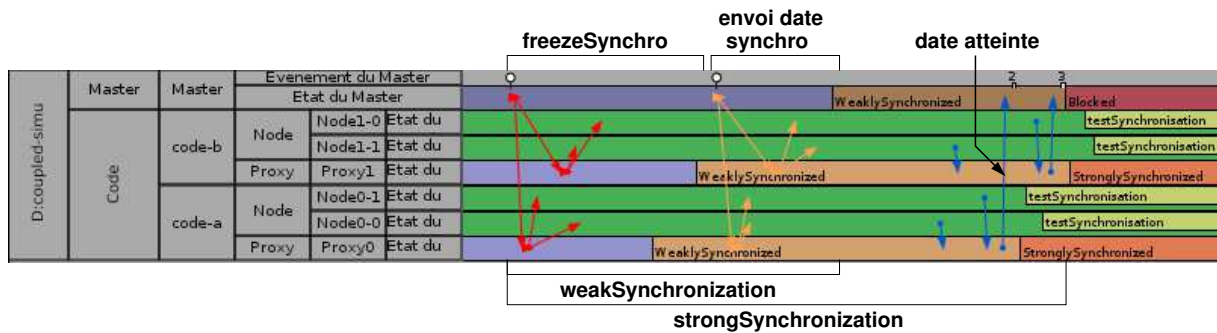 envoi date
freezeSynchro synchro date atteinte
Evenement du Master 2 3
Master Master Etat du Master WeaklySynchronized Blocked
D:coupled-simu Code code-b Node Node1-0 Etat du testSynchronisation
Node1-1 Etat du testSynchronisation
Proxy Proxy1 Etat du WeaklySynchronized StronglySynchronized
code-a Node Node0-1 Etat du testSynchronisation
Node0-0 Etat du testSynchronisation
Proxy Proxy0 Etat du WeaklySynchronized StronglySynchronized
weakSynchronization
strongSynchronization